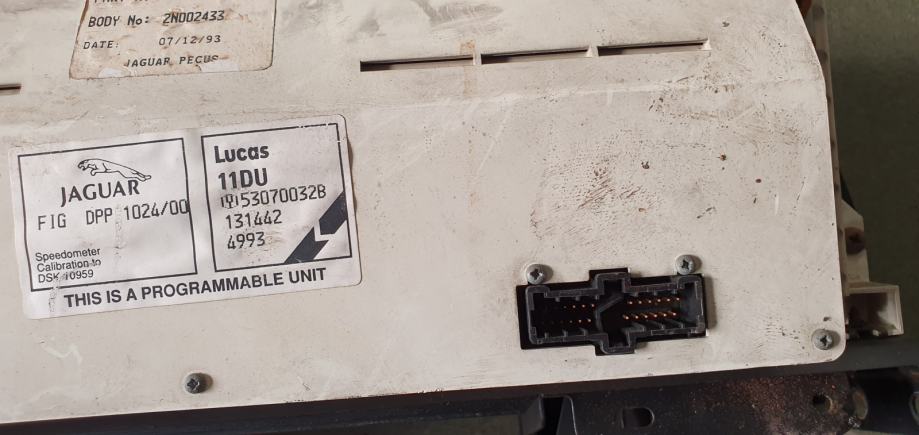 BODY No: 2N002433
DATE: 07/12/93
JAGUAR PECUS
JAGUAR
FIG DPP 1024/00
Speedometer
Calibration to
DSK 10959
Lucas
11DU
53070032B
131442
4993
THIS IS A PROGRAMMABLE UNIT